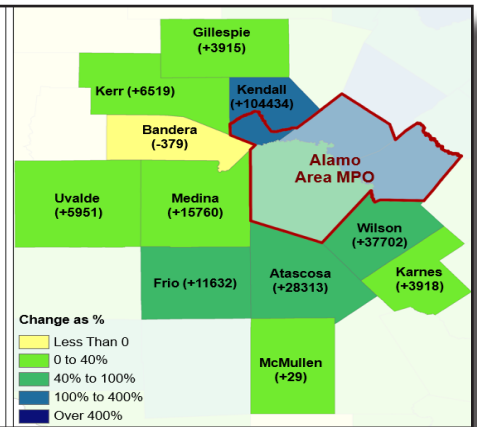 Gillespie
(+3915)
Kerr (+6519)
Kendall
(+104434)
Bandera
(-379)
Alamo
Area MPO
Uvalde
(+5951)
Medina
(+15760)
Wilson
(+37702)
Frio (+11632)
Atascosa
(+28313)
Karnes
(+3918)
McMullen
(+29)
Change as %
Less Than 0
0 to 40%
40% to 100%
100% to 400%
Over 400%